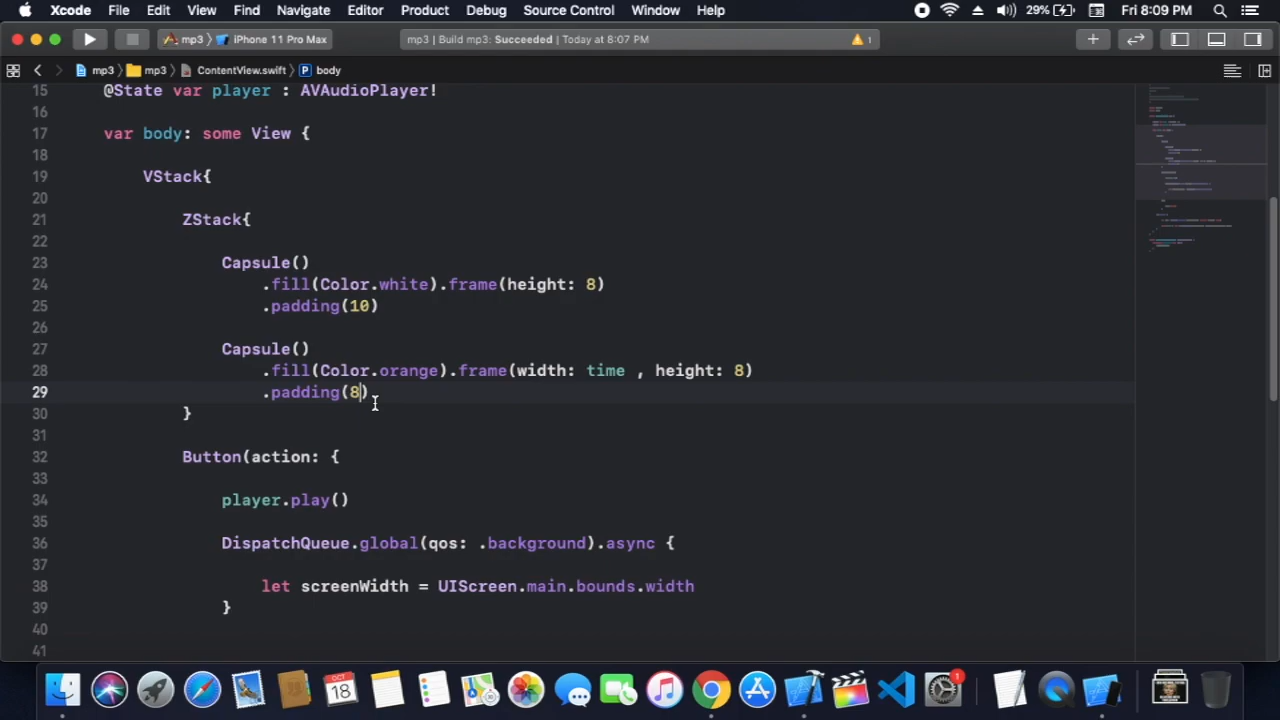 Xcode File Edit View Find Navigate Editor Product Debug Source Control Window Help 29% Fri 8:09 PM
mp3 iPhone 11 Pro Max mp3 | Build mp3: Succeeded | Today at 8:07 PM 1
mp3 mp3 ContentView.swift P body
15 @State var player : AVAudioPlayer!
16
17 var body: some View {
18
19 VStack{
20
21 ZStack{
22
23 Capsule()
24 .fill(Color.white).frame(height: 8)
25 .padding(10)
26
27 Capsule()
28 .fill(Color.orange).frame(width: time , height: 8)
29 .padding(8)
30 }
31
32 Button(action: {
33
34 player.play()
35
36 DispatchQueue.global(qos: .background).async {
37
38 let screenWidth = UIScreen.main.bounds.width
39 }
40
41
OCT
18
1